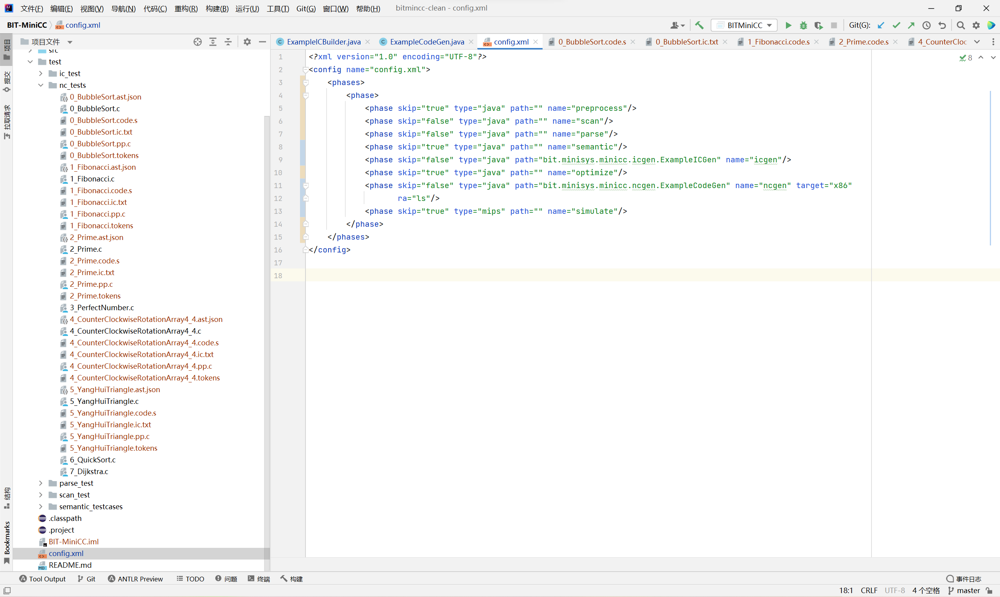 文件(F) 编辑(E) 视图(V) 导航(N) 代码(C) 重构(R) 构建(B) 运行(U) 工具(T) Git(G) 窗口(W) 帮助(H) bitmincc-clean - config.xml
BIT-MiniCC config.xml BITMiniCC Git(G):
项目文件
ExampleICBuilder.java ExampleCodeGen.java config.xml 0_BubbleSort.code.s 0_BubbleSort.ic.txt 1_Fibonacci.code.s 2_Prime.code.s 4_CounterCloc
项目
提交
拉取请求
结构
Bookmarks
src
test
ic_test
nc_tests
0_BubbleSort.ast.json
0_BubbleSort.c
0_BubbleSort.code.s
0_BubbleSort.ic.txt
0_BubbleSort.pp.c
0_BubbleSort.tokens
1_Fibonacci.ast.json
1_Fibonacci.c
1_Fibonacci.code.s
1_Fibonacci.ic.txt
1_Fibonacci.pp.c
1_Fibonacci.tokens
2_Prime.ast.json
2_Prime.c
2_Prime.code.s
2_Prime.ic.txt
2_Prime.pp.c
2_Prime.tokens
3_PerfectNumber.c
4_CounterClockwiseRotationArray4_4.ast.json
4_CounterClockwiseRotationArray4_4.c
4_CounterClockwiseRotationArray4_4.code.s
4_CounterClockwiseRotationArray4_4.ic.txt
4_CounterClockwiseRotationArray4_4.pp.c
4_CounterClockwiseRotationArray4_4.tokens
5_YangHuiTriangle.ast.json
5_YangHuiTriangle.c
5_YangHuiTriangle.code.s
5_YangHuiTriangle.ic.txt
5_YangHuiTriangle.pp.c
5_YangHuiTriangle.tokens
6_QuickSort.c
7_Dijkstra.c
parse_test
scan_test
semantic_testcases
.classpath
.project
BIT-MiniCC.iml
config.xml
README.md
8
1 <?xml version="1.0" encoding="UTF-8"?>
2 <config name="config.xml">
3 <phases>
4 <phase>
5 <phase skip="true" type="java" path="" name="preprocess"/>
6 <phase skip="false" type="java" path="" name="scan"/>
7 <phase skip="false" type="java" path="" name="parse"/>
8 <phase skip="true" type="java" path="" name="semantic"/>
9 <phase skip="false" type="java" path="bit.minisys.minicc.icgen.ExampleICGen" name="icgen"/>
10 <phase skip="true" type="java" path="" name="optimize"/>
11 <phase skip="false" type="java" path="bit.minisys.minicc.ncgen.ExampleCodeGen" name="ncgen" target="x86"
12 ra="ls"/>
13 <phase skip="true" type="mips" path="" name="simulate"/>
14 </phase>
15 </phases>
16 </config>
17
18
Tool Output Git ANTLR Preview TODO 问题 终端 构建 事件日志
18:1 CRLF UTF-8 4 个空格 master